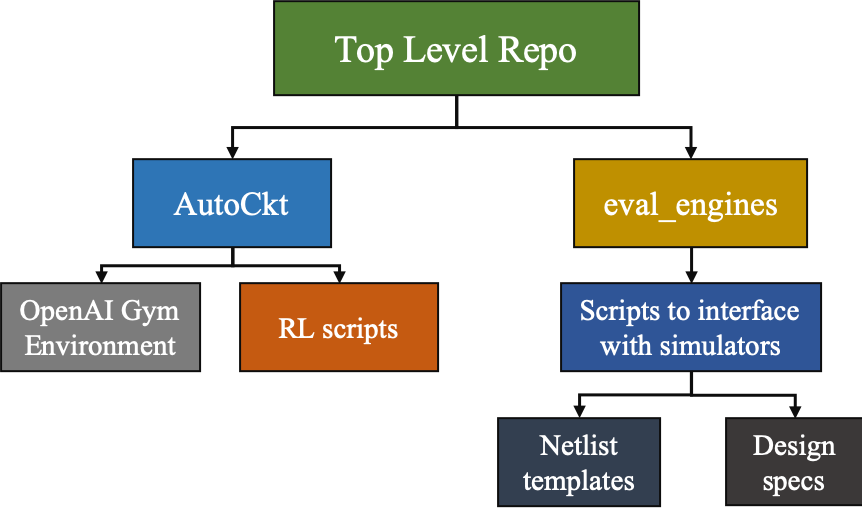 Top Level Repo
AutoCkt
eval_engines
OpenAI Gym
Environment
RL scripts
Scripts to interface
with simulators
Netlist
templates
Design
specs